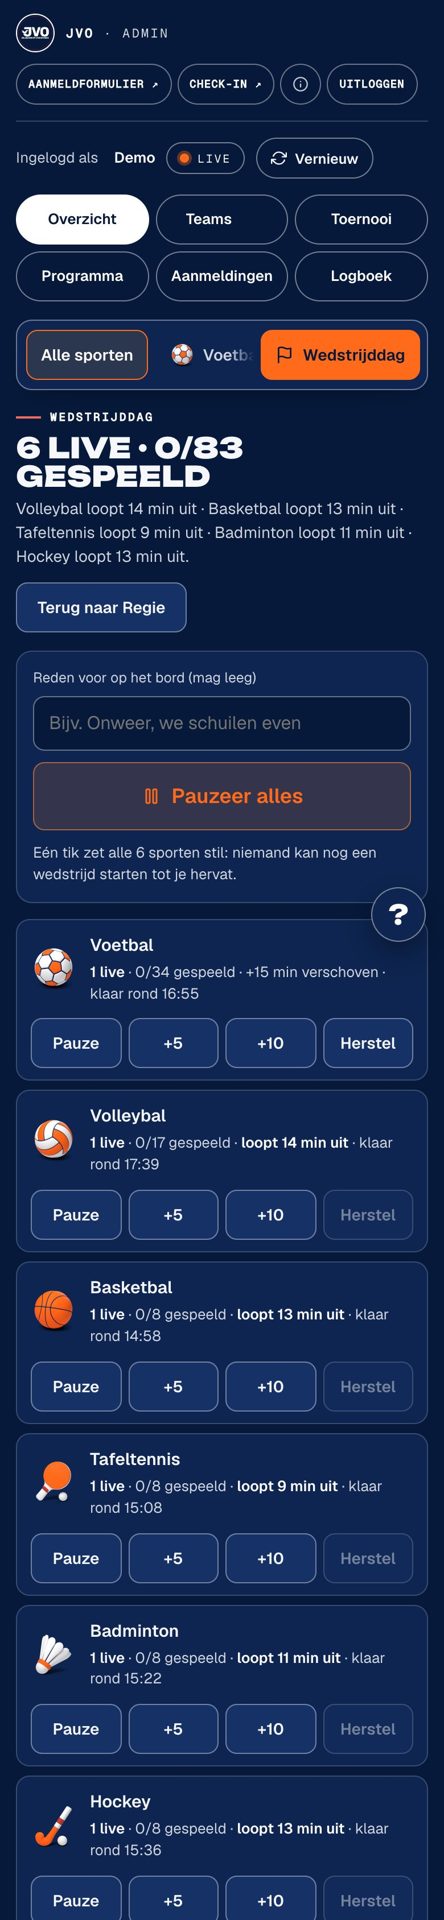 JVO
JVO · ADMIN
AANMELDFORMULIER ↗
CHECK-IN ↗
UITLOGGEN
Ingelogd als Demo
LIVE
Vernieuw
Overzicht
Teams
Toernooi
Programma
Aanmeldingen
Logboek
Alle sporten
Voetba
Wedstrijddag
WEDSTRIJDDAG
6 LIVE · 0/83
GESPEELD
Volleybal loopt 14 min uit · Basketbal loopt 13 min uit ·
Tafeltennis loopt 9 min uit · Badminton loopt 11 min uit ·
Hockey loopt 13 min uit.
Terug naar Regie
Reden voor op het bord (mag leeg)
Bijv. Onweer, we schuilen even
Pauzeer alles
Eén tik zet alle 6 sporten stil: niemand kan nog een
wedstrijd starten tot je hervat.
?
Voetbal
1 live · 0/34 gespeeld · +15 min verschoven ·
klaar rond 16:55
Pauze
+5
+10
Herstel
Volleybal
1 live · 0/17 gespeeld · loopt 14 min uit · klaar
rond 17:39
Pauze
+5
+10
Herstel
Basketbal
1 live · 0/8 gespeeld · loopt 13 min uit · klaar
rond 14:58
Pauze
+5
+10
Herstel
Tafeltennis
1 live · 0/8 gespeeld · loopt 9 min uit · klaar
rond 15:08
Pauze
+5
+10
Herstel
Badminton
1 live · 0/8 gespeeld · loopt 11 min uit · klaar
rond 15:22
Pauze
+5
+10
Herstel
Hockey
1 live · 0/8 gespeeld · loopt 13 min uit · klaar
rond 15:36
Pauze
+5
+10
Herstel